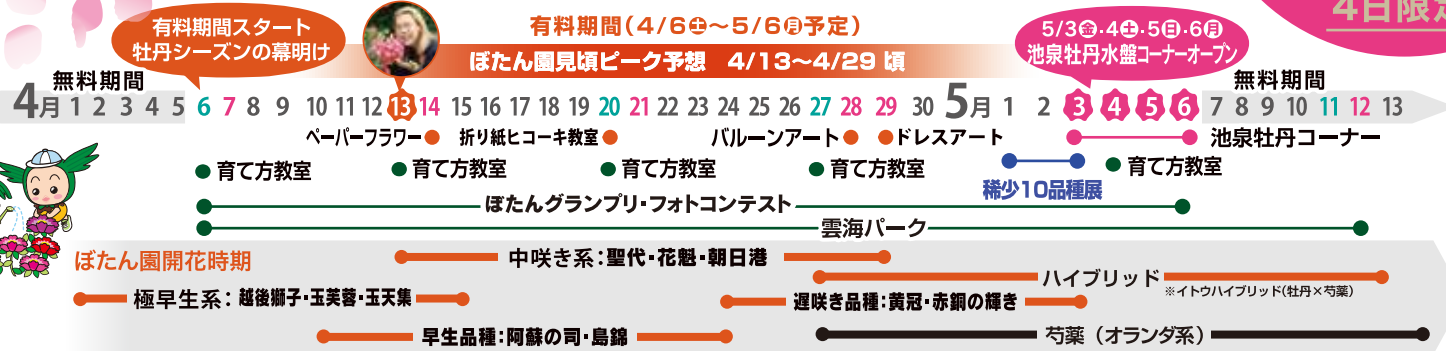 4日限定
有料期間スタート
牡丹シーズンの幕明け
有料期間（4/6㊏～5/6㊊予定）
ぼたん園見頃ピーク予想 4/13～4/29 頃
5/3㊎・4㊏・5㊐・6㊊
池泉牡丹水盤コーナーオープン
無料期間
無料期間
4月 1 2 3 4 5 6 7 8 9 10 11 12 13 14 15 16 17 18 19 20 21 22 23 24 25 26 27 28 29 30 5月 1 2 3 4 5 6 7 8 9 10 11 12 13
ペーパーフラワー 折り紙ヒコーキ教室 バルーンアート ドレスアート 池泉牡丹コーナー
育て方教室 育て方教室 育て方教室 育て方教室 育て方教室
稀少10品種展
ぼたんグランプリ・フォトコンテスト
雲海パーク
ぼたん園開花時期
中咲き系：聖代・花魁・朝日港
ハイブリッド
※イトウハイブリッド（牡丹×芍薬）
極早生系：越後獅子・玉芙蓉・玉天集
遅咲き品種：黄冠・赤銅の輝き
早生品種：阿蘇の司・島錦
芍薬（オランダ系）